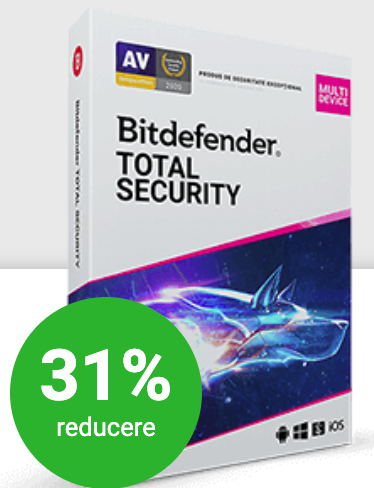 AV
2020
PRODUS DE SECURITATE EXCEPȚIONAL
MULTI
DEVICE
Bitdefender®
TOTAL
SECURITY
Bitdefender TOTAL SECURITY
31%
reducere
iOS